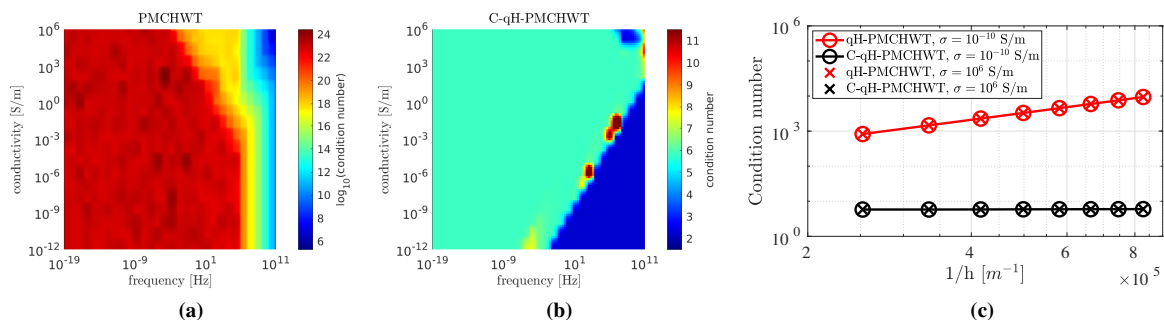 PMCHWT
10^6
10^3
10^0
10^-3
10^-6
10^-9
10^-12
conductivity [S/m]
10^-19
10^-9
10^1
10^11
frequency [Hz]
24
22
20
18
16
14
12
10
8
6
log10(condition number)
(a)
C-qH-PMCHWT
10^6
10^3
10^0
10^-3
10^-6
10^-9
10^-12
conductivity [S/m]
10^-19
10^-9
10^1
10^11
frequency [Hz]
11
10
9
8
7
6
5
4
3
2
condition number
(b)
10^6
10^3
10^0
Condition number
qH-PMCHWT, σ = 10^-10 S/m
C-qH-PMCHWT, σ = 10^-10 S/m
qH-PMCHWT, σ = 10^6 S/m
C-qH-PMCHWT, σ = 10^6 S/m
2
4
6
8
×10^5
1/h [m^-1]
(c)